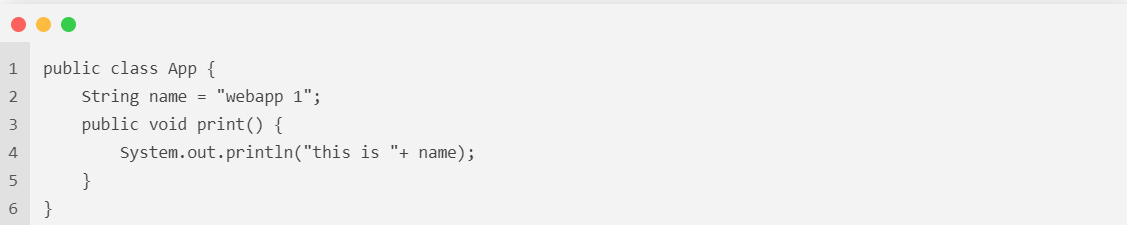 1 public class App {
2     String name = "webapp 1";
3     public void print() {
4         System.out.println("this is "+ name);
5     }
6 }